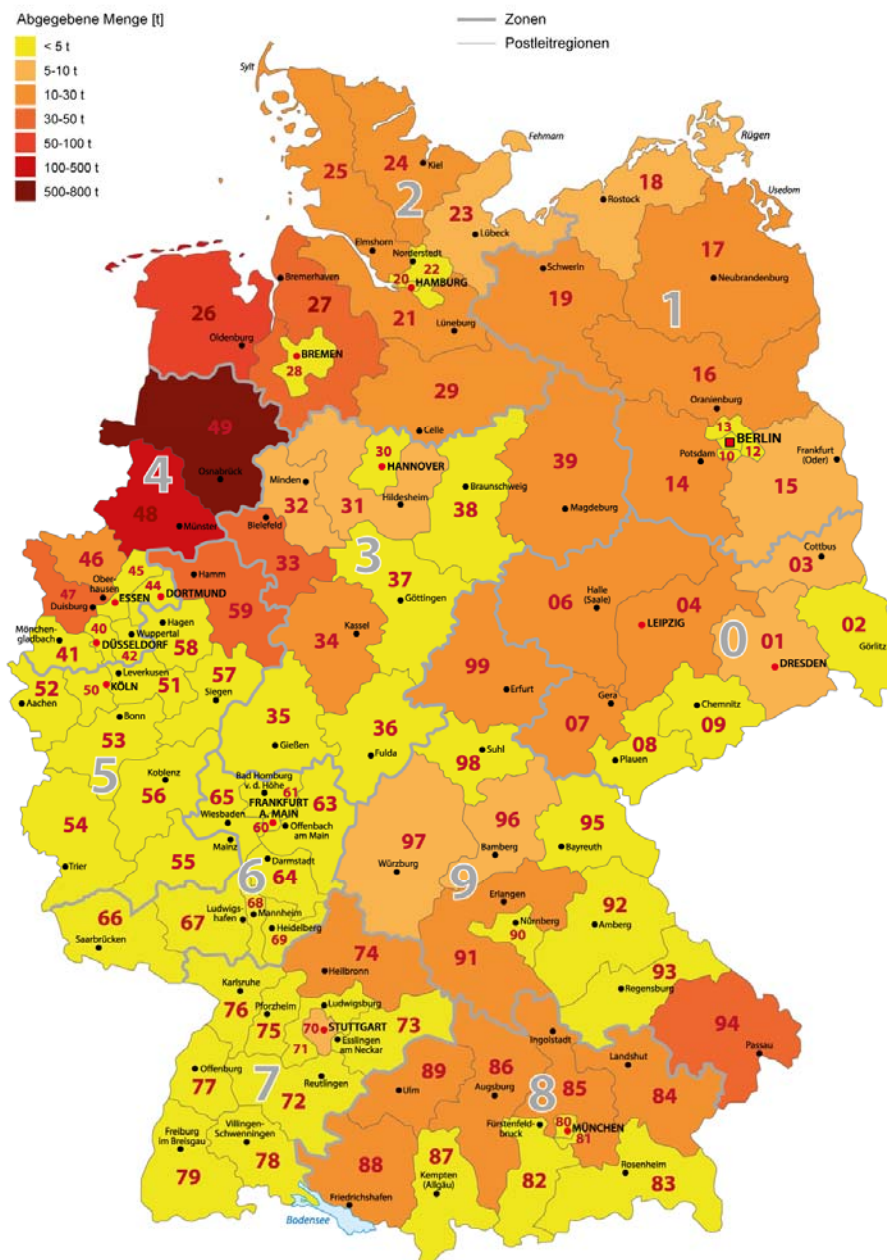 Abgegebene Menge [t]
< 5 t
5-10 t
10-30 t
30-50 t
50-100 t
100-500 t
500-800 t
Zonen
Postleitregionen
Sylt
Fehmarn
Rügen
Usedom
25
24
Kiel
2
23
Lübeck
18
Rostock
17
Neubrandenburg
Elmshorn
Norderstedt
22
20
HAMBURG
Schwerin
19
1
Bremerhaven
26
Oldenburg
27
BREMEN
28
21
Lüneburg
29
Celle
16
Oranienburg
13
BERLIN
10
12
Potsdam
14
Frankfurt
(Oder)
15
49
Osnabrück
4
48
Münster
30
HANNOVER
Minden
32
31
Hildesheim
Braunschweig
38
39
Magdeburg
Bielefeld
33
3
37
Göttingen
Cottbus
03
46
45
47
Ober-
hausen
44
DORTMUND
Duisburg
ESSEN
Hamm
59
Mönchen-
gladbach
40
DÜSSELDORF
41
42
Wuppertal
Hagen
58
34
Kassel
06
Halle
(Saale)
04
LEIPZIG
0
01
DRESDEN
02
Görlitz
52
Aachen
50
KÖLN
Leverkusen
51
57
Siegen
Bonn
53
99
Erfurt
Gera
07
Chemnitz
09
08
Plauen
35
Gießen
36
Fulda
98
Suhl
5
Koblenz
56
54
Trier
55
65
Bad Homburg
v. d. Höhe
61
FRANKFURT
A. MAIN
63
Wiesbaden
60
Offenbach
am Main
Mainz
Darmstadt
6
64
97
Würzburg
96
Bamberg
95
Bayreuth
9
66
Saarbrücken
67
Ludwigs-
hafen
68
Mannheim
Heidelberg
69
Erlangen
Nürnberg
90
91
92
Amberg
93
Regensburg
74
Heilbronn
94
Passau
Karlsruhe
76
Pforzheim
75
Ludwigsburg
70
STUTTGART
71
Esslingen
am Neckar
73
Offenburg
77
7
Reutlingen
72
Ingolstadt
Landshut
84
89
Ulm
86
Augsburg
8
85
Fürstenfeld-
bruck
80
MÜNCHEN
81
Freiburg
im Breisgau
79
Villingen-
Schwenningen
78
88
Friedrichshafen
87
Kempten
(Allgäu)
82
Rosenheim
83
Bodensee